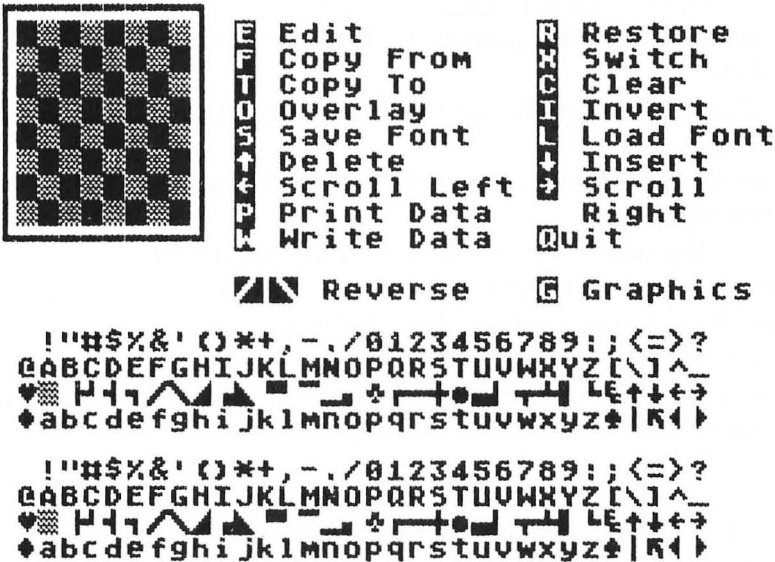 E Edit R Restore
F Copy From X Switch
T Copy To C Clear
O Overlay I Invert
S Save Font L Load Font
↑ Delete ↓ Insert
← Scroll Left → Scroll
P Print Data Right
W Write Data Quit
Reverse G Graphics
!"#$%&'()*+,-./0123456789:;<=>?
@ABCDEFGHIJKLMNOPQRSTUVWXYZ[\]^_
♥ ↑↓←→
♦abcdefghijklmnopqrstuvwxyz♠|↖◀▶
!"#$%&'()*+,-./0123456789:;<=>?
@ABCDEFGHIJKLMNOPQRSTUVWXYZ[\]^_
♥ ↑↓←→
♦abcdefghijklmnopqrstuvwxyz♠|↖◀▶